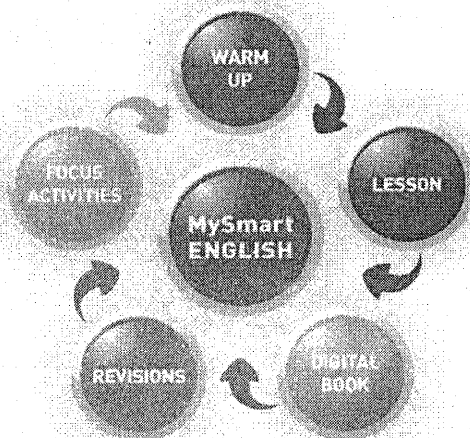 WARM
UP
LESSON
DIGITAL
BOOK
REVISIONS
FOCUS
ACTIVITIES
MySmart
ENGLISH